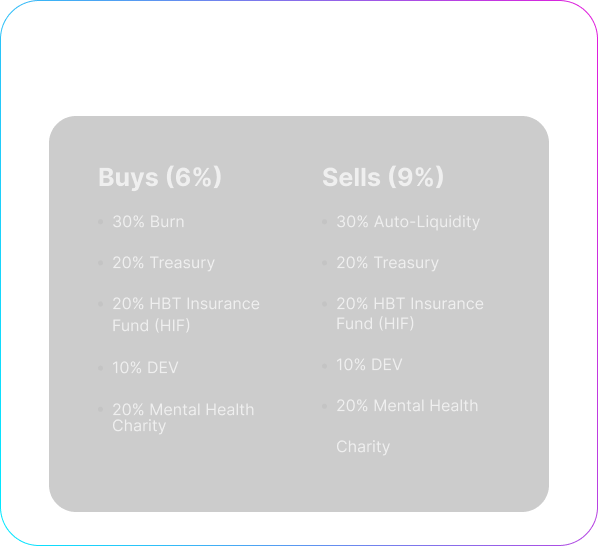 Buys (6%)
• 30% Burn
• 20% Treasury
• 20% HBT Insurance
Fund (HIF)
• 10% DEV
• 20% Mental Health
Charity
Sells (9%)
• 30% Auto-Liquidity
• 20% Treasury
• 20% HBT Insurance
Fund (HIF)
• 10% DEV
• 20% Mental Health
Charity